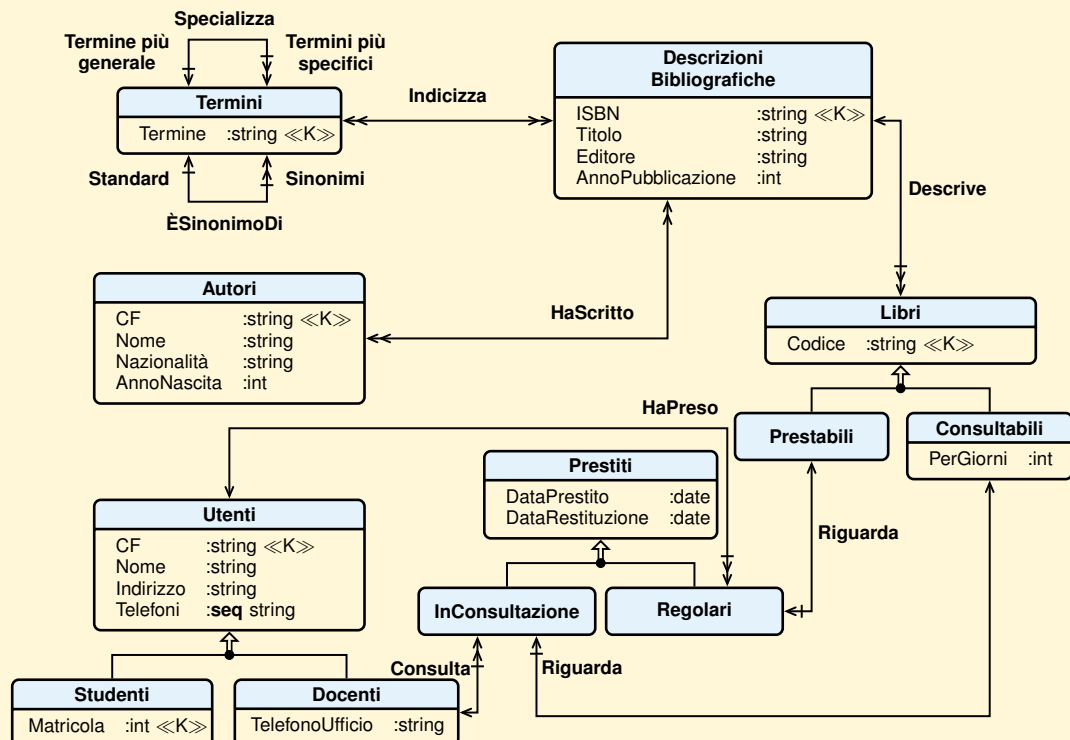 Specializza
Termine più
generale
Termini più
specifici
Termini
Termine :string ≪K≫
Standard
Sinonimi
ÈSinonimoDi
Indicizza
Descrizioni
Bibliografiche
ISBN :string ≪K≫
Titolo :string
Editore :string
AnnoPubblicazione :int
Descrive
Autori
CF :string ≪K≫
Nome :string
Nazionalità :string
AnnoNascita :int
HaScritto
Libri
Codice :string ≪K≫
HaPreso
Prestabili
Consultabili
PerGiorni :int
Prestiti
DataPrestito :date
DataRestituzione :date
Utenti
CF :string ≪K≫
Nome :string
Indirizzo :string
Telefoni :seq string
Riguarda
InConsultazione
Regolari
Consulta
Riguarda
Studenti
Matricola :int ≪K≫
Docenti
TelefonoUfficio :string